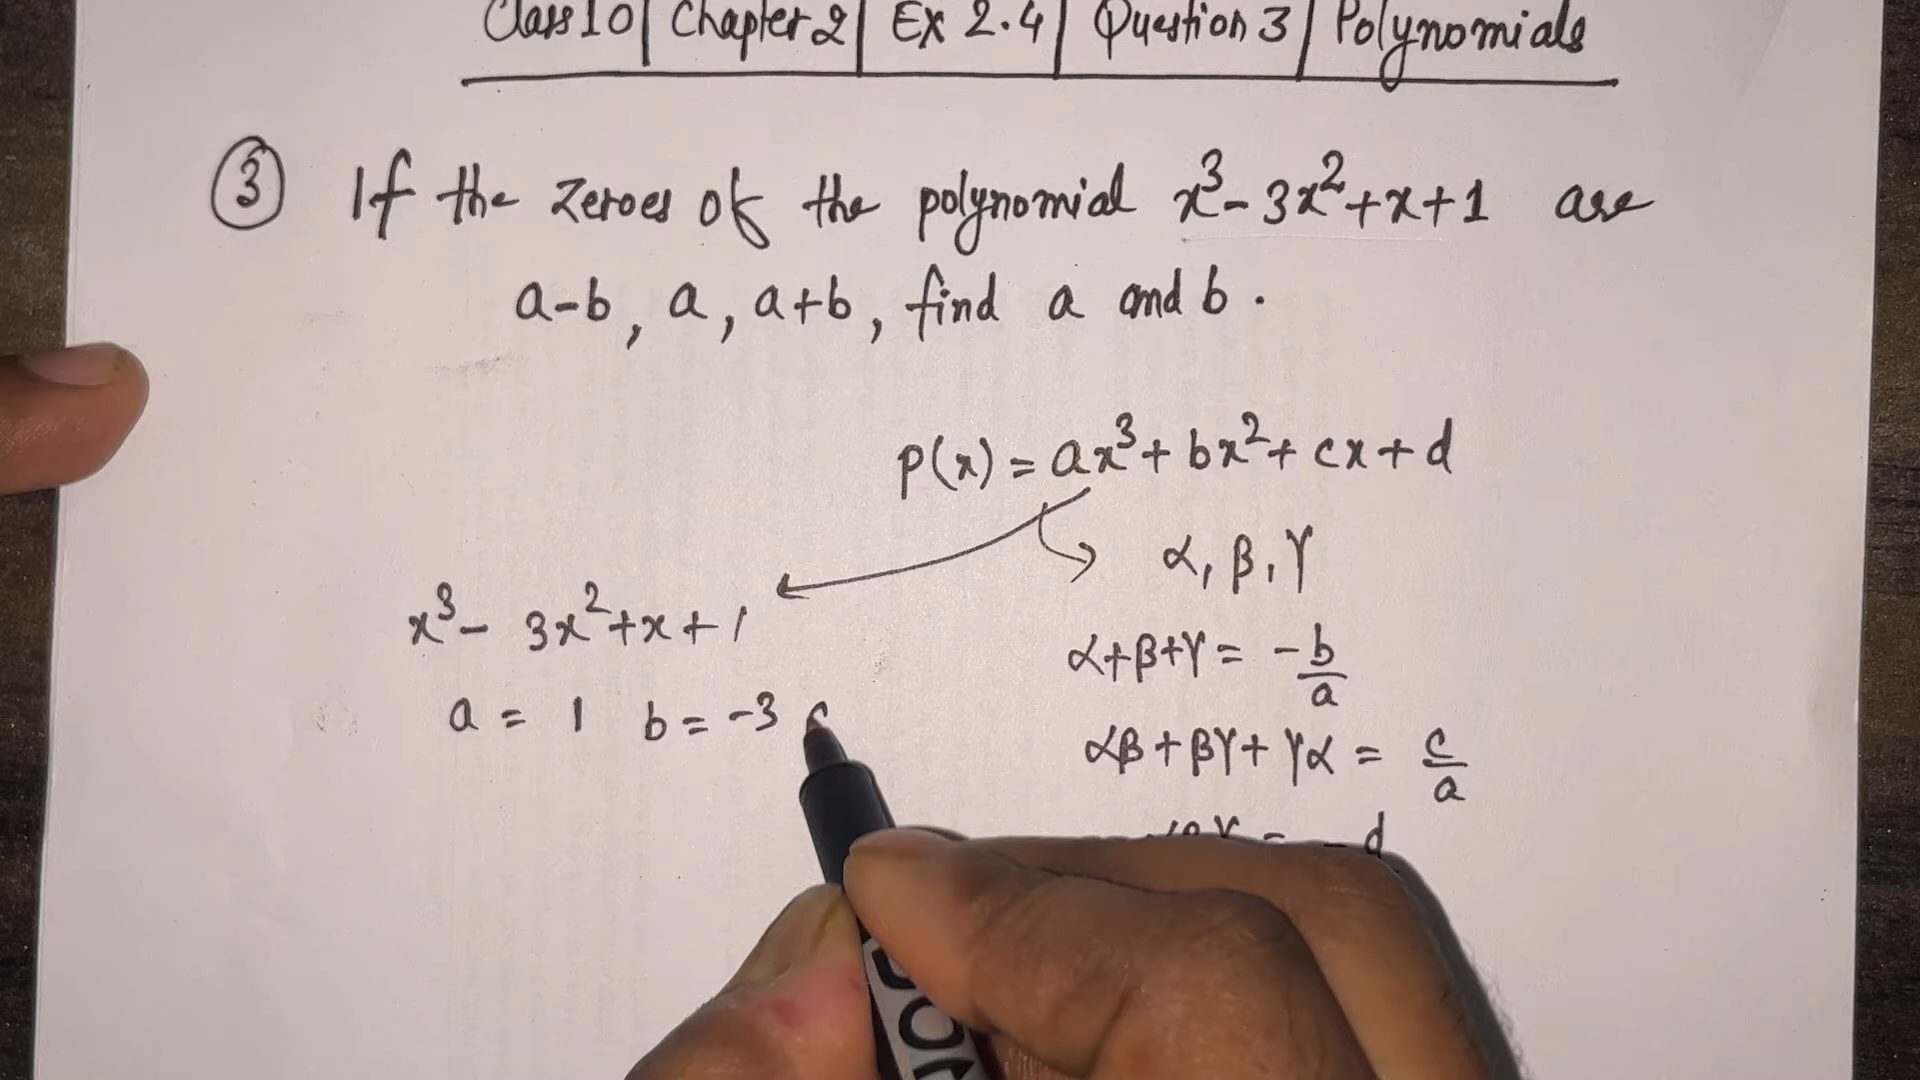 Class 10 | Chapter 2 | Ex 2.4 | Question 3 | Polynomials
③ If the zeroes of the polynomial x³ - 3x² + x + 1 are
a-b, a, a+b, find a and b.
p(x) = ax³ + bx² + cx + d
α, β, γ
x³ - 3x² + x + 1
α+β+γ = -b/a
a = 1 b = -3 c
αβ + βγ + γα = c/a
= -d